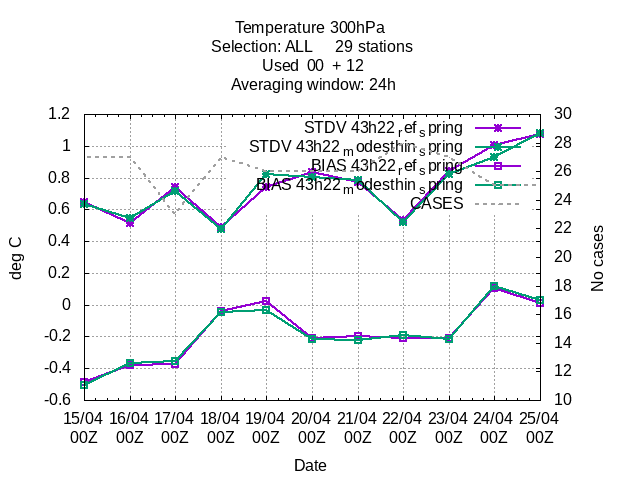 Temperature 300hPa
Selection: ALL     29 stations
Used  00  + 12
Averaging window: 24h
STDV 43h22_ref_spring
STDV 43h22_modesthin_spring
BIAS 43h22_ref_spring
BIAS 43h22_modesthin_spring
CASES
deg C
1.2
1
0.8
0.6
0.4
0.2
0
-0.2
-0.4
-0.6
30
28
26
24
22
20
18
16
14
12
10
No cases
15/04 16/04 17/04 18/04 19/04 20/04 21/04 22/04 23/04 24/04 25/04
00Z 00Z 00Z 00Z 00Z 00Z 00Z 00Z 00Z 00Z 00Z
Date